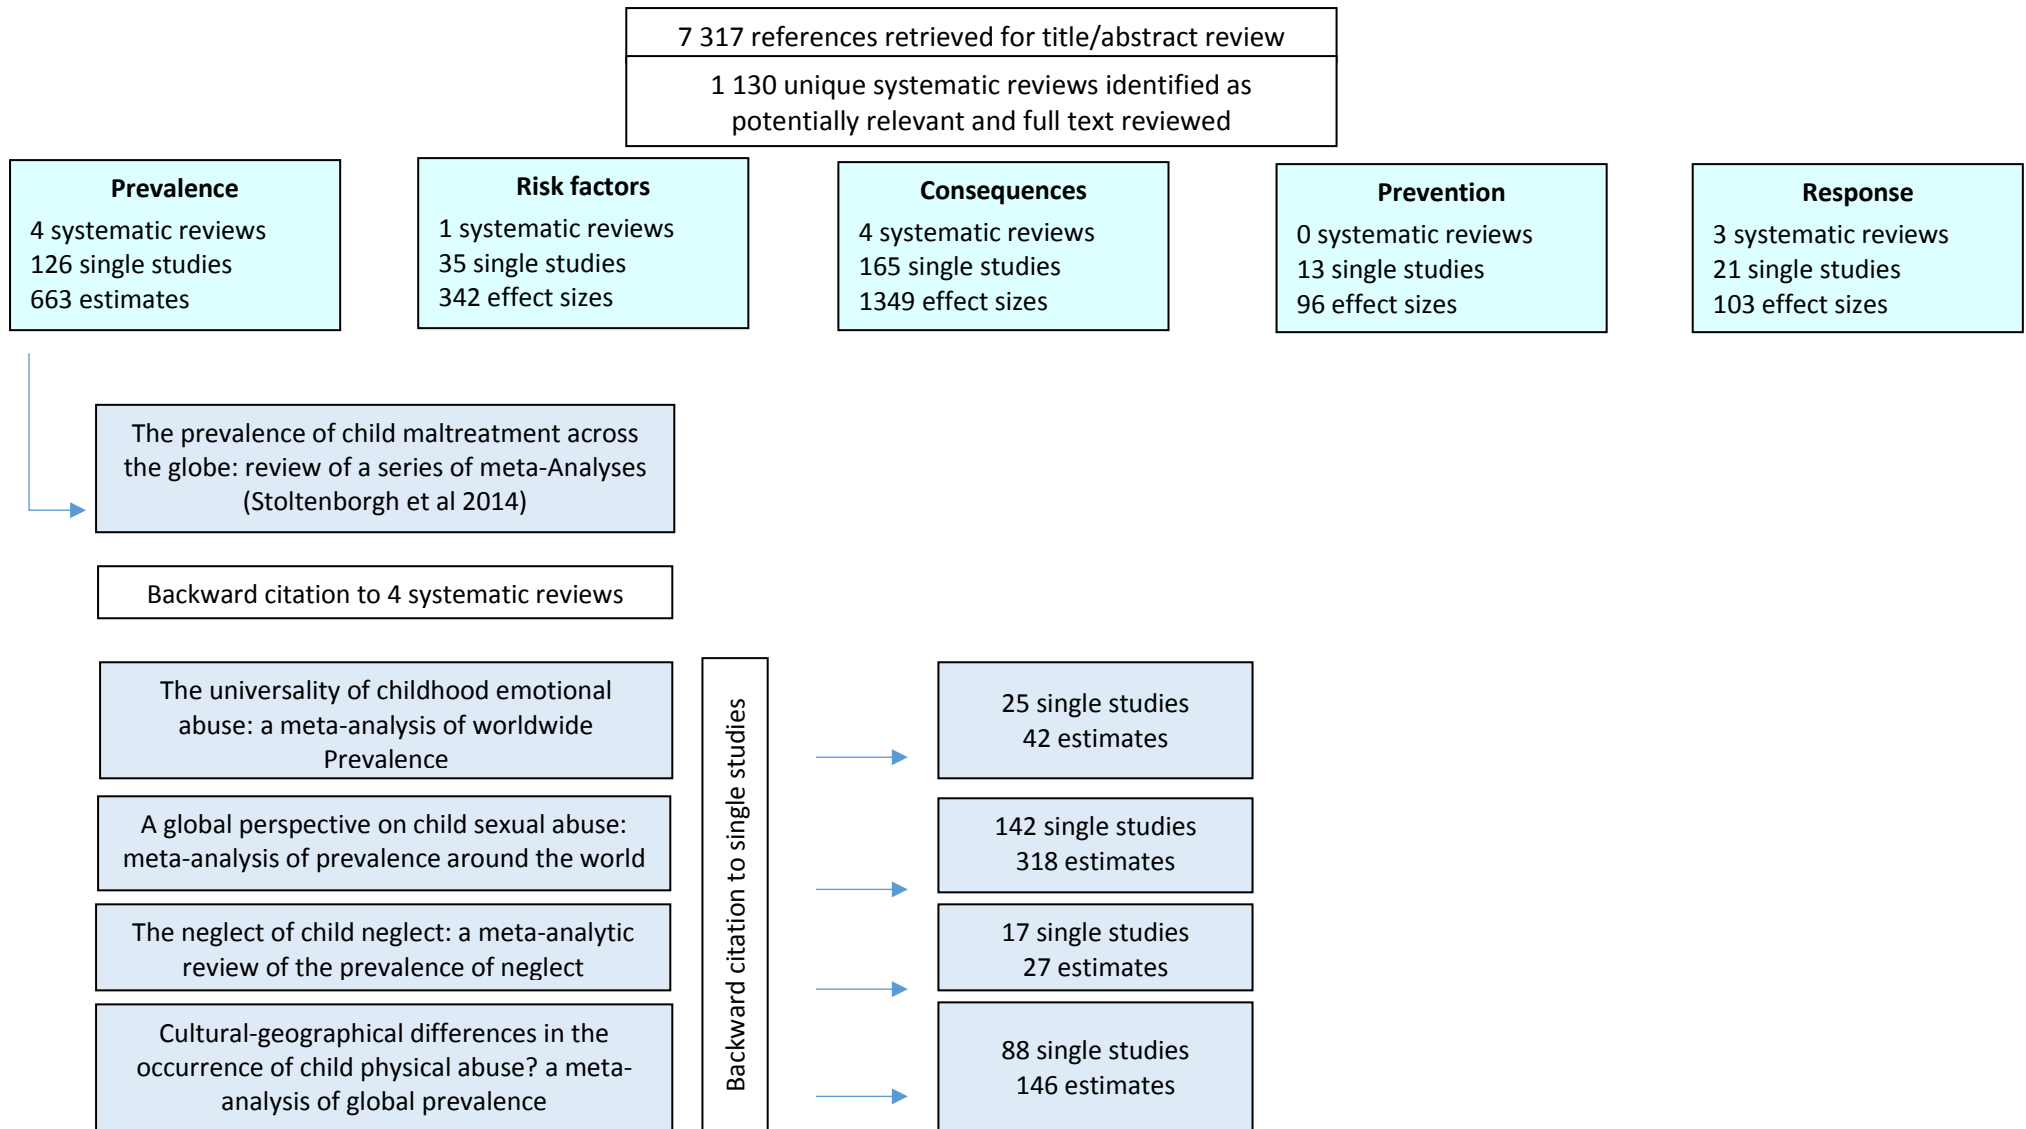 7 317 references retrieved for title/abstract review
1 130 unique systematic reviews identified as
potentially relevant and full text reviewed
Prevalence
4 systematic reviews
126 single studies
663 estimates
Risk factors
1 systematic reviews
35 single studies
342 effect sizes
Consequences
4 systematic reviews
165 single studies
1349 effect sizes
Prevention
0 systematic reviews
13 single studies
96 effect sizes
Response
3 systematic reviews
21 single studies
103 effect sizes
The prevalence of child maltreatment across
the globe: review of a series of meta-Analyses
(Stoltenborgh et al 2014)
Backward citation to 4 systematic reviews
The universality of childhood emotional
abuse: a meta-analysis of worldwide
Prevalence
A global perspective on child sexual abuse:
meta-analysis of prevalence around the world
The neglect of child neglect: a meta-analytic
review of the prevalence of neglect
Cultural-geographical differences in the
occurrence of child physical abuse? a meta-
analysis of global prevalence
Backward citation to single studies
25 single studies
42 estimates
142 single studies
318 estimates
17 single studies
27 estimates
88 single studies
146 estimates